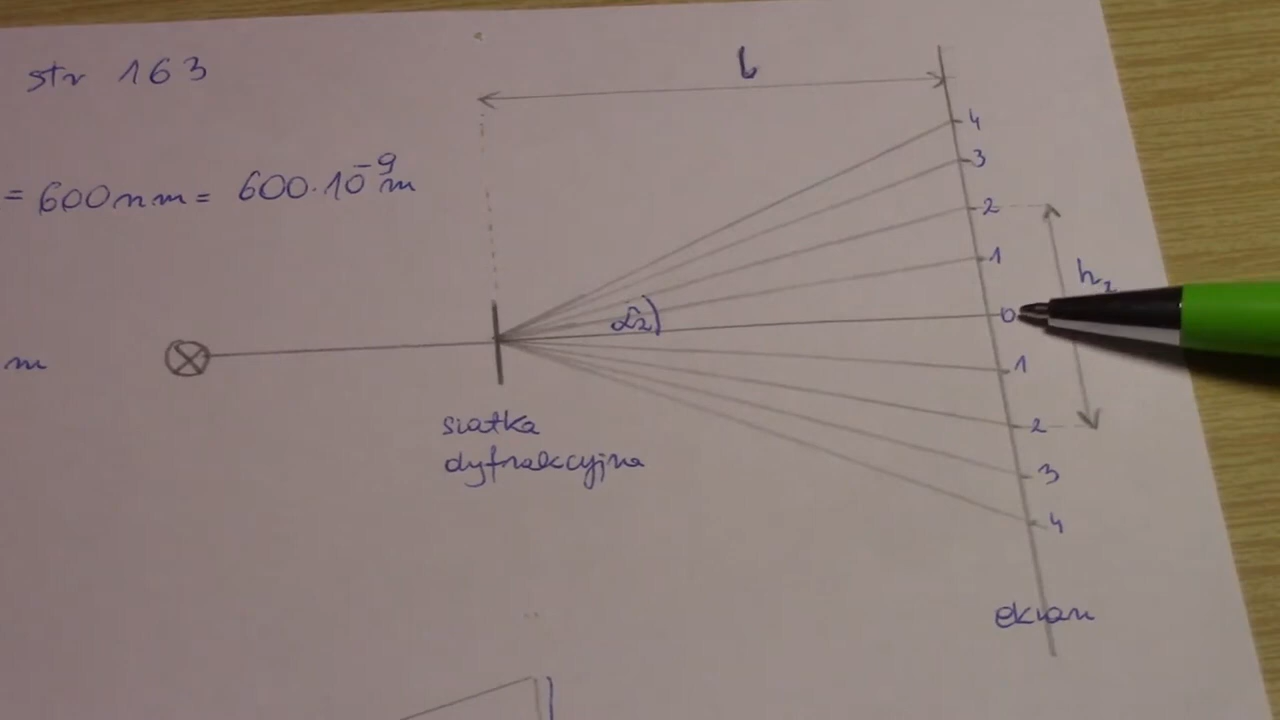 str 163
l
= 600nm = 600·10⁻⁹m
m
4
3
2
1
0
1
2
3
4
h₂
α₂
siatka
dyfrakcyjna
ekran